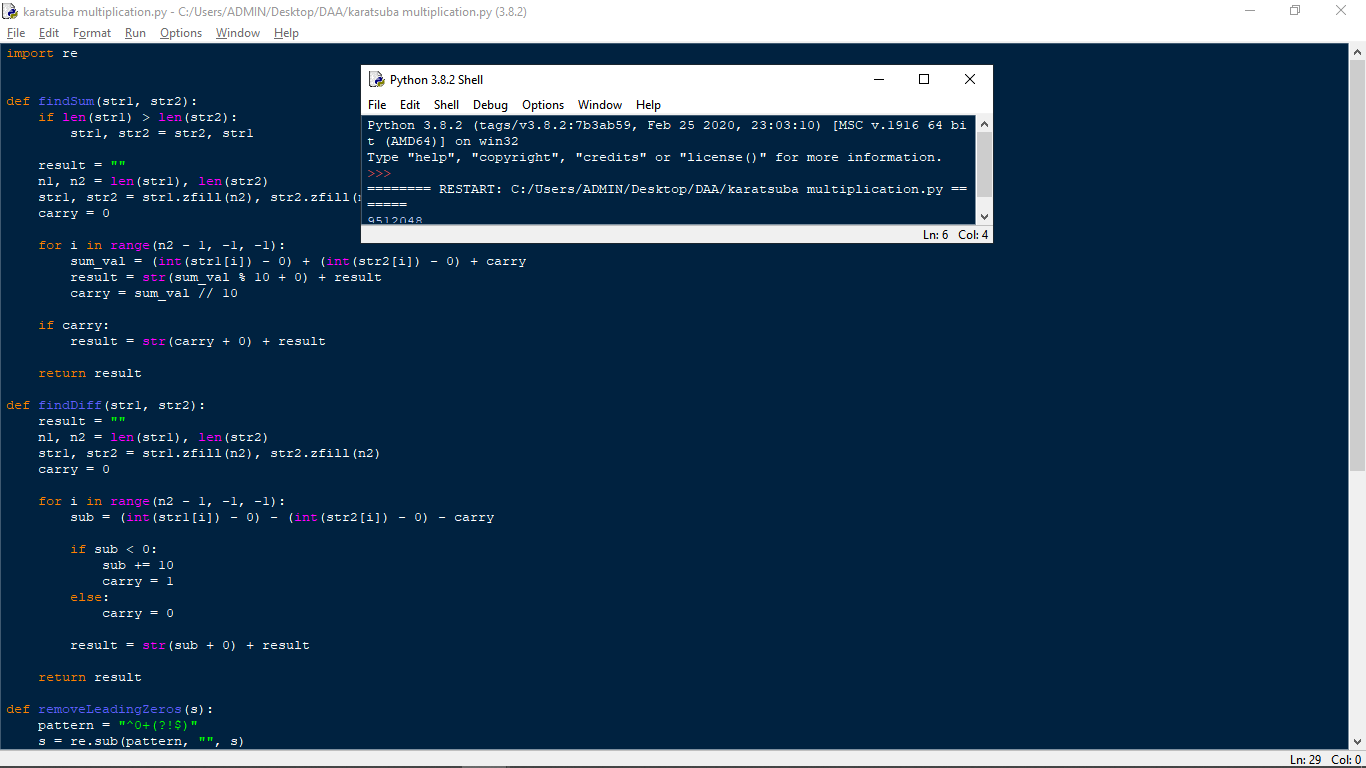 karatsuba multiplication.py - C:/Users/ADMIN/Desktop/DAA/karatsuba multiplication.py (3.8.2)
File Edit Format Run Options Window Help
import re
def findSum(str1, str2):
    if len(str1) > len(str2):
        str1, str2 = str2, str1
    result = ""
    n1, n2 = len(str1), len(str2)
    str1, str2 = str1.zfill(n2), str2.zfill(
    carry = 0
    for i in range(n2 - 1, -1, -1):
        sum_val = (int(str1[i]) - 0) + (int(str2[i]) - 0) + carry
        result = str(sum_val % 10 + 0) + result
        carry = sum_val // 10
    if carry:
        result = str(carry + 0) + result
    return result
def findDiff(str1, str2):
    result = ""
    n1, n2 = len(str1), len(str2)
    str1, str2 = str1.zfill(n2), str2.zfill(n2)
    carry = 0
    for i in range(n2 - 1, -1, -1):
        sub = (int(str1[i]) - 0) - (int(str2[i]) - 0) - carry
        if sub < 0:
            sub += 10
            carry = 1
        else:
            carry = 0
        result = str(sub + 0) + result
    return result
def removeLeadingZeros(s):
    pattern = "^0+(?!$)"
    s = re.sub(pattern, "", s)
Ln: 29 Col: 0
Python 3.8.2 Shell
File Edit Shell Debug Options Window Help
Python 3.8.2 (tags/v3.8.2:7b3ab59, Feb 25 2020, 23:03:10) [MSC v.1916 64 bi
t (AMD64)] on win32
Type "help", "copyright", "credits" or "license()" for more information.
>>>
======== RESTART: C:/Users/ADMIN/Desktop/DAA/karatsuba multiplication.py ==
=====
9512048
Ln: 6 Col: 4